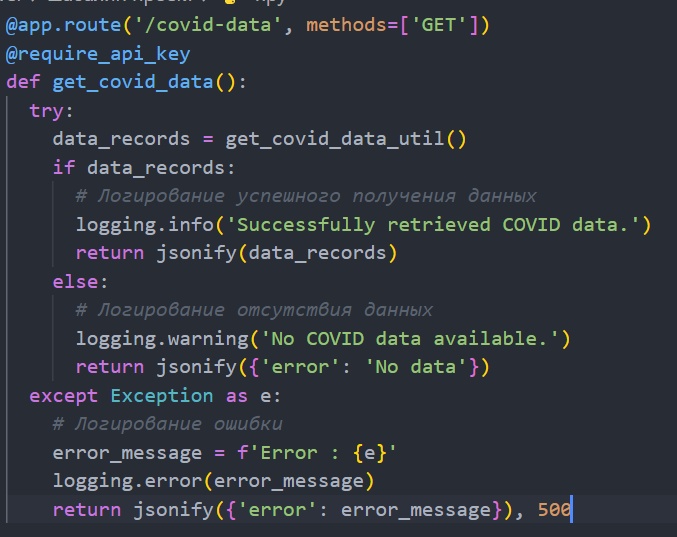 @app.route('/covid-data', methods=['GET'])
@require_api_key
def get_covid_data():
  try:
    data_records = get_covid_data_util()
    if data_records:
      # Логирование успешного получения данных
      logging.info('Successfully retrieved COVID data.')
      return jsonify(data_records)
    else:
      # Логирование отсутствия данных
      logging.warning('No COVID data available.')
      return jsonify({'error': 'No data'})
  except Exception as e:
    # Логирование ошибки
    error_message = f'Error : {e}'
    logging.error(error_message)
    return jsonify({'error': error_message}), 500